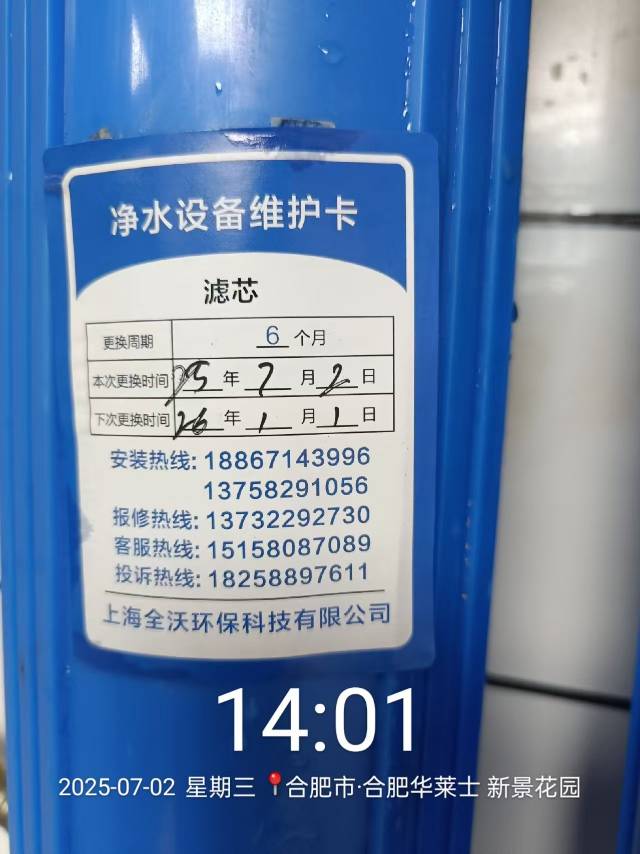 净水设备维护卡
滤芯
更换周期 6 个月
本次更换时间 25 年 7 月 2 日
下次更换时间 26 年 1 月 1 日
安装热线: 18867143996
13758291056
报修热线: 13732292730
客服热线: 15158087089
投诉热线: 18258897611
上海全沃环保科技有限公司
14:01
2025-07-02 星期三 📍合肥市·合肥华莱士 新景花园